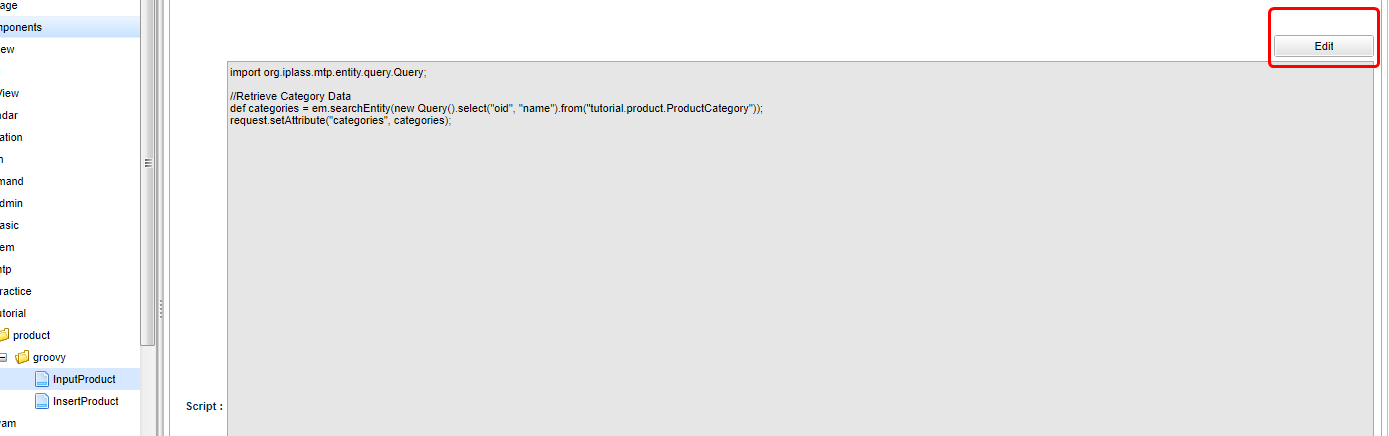 age
mponents
ew
View
ndar
ation
n
mand
dmin
asic
em
mtp
ractice
utorial
product
groovy
InputProduct
InsertProduct
Edit
import org.iplass.mtp.entity.query.Query;
//Retrieve Category Data
def categories = em.searchEntity(new Query().select("oid", "name").from("tutorial.product.ProductCategory"));
request.setAttribute("categories", categories);
Script :